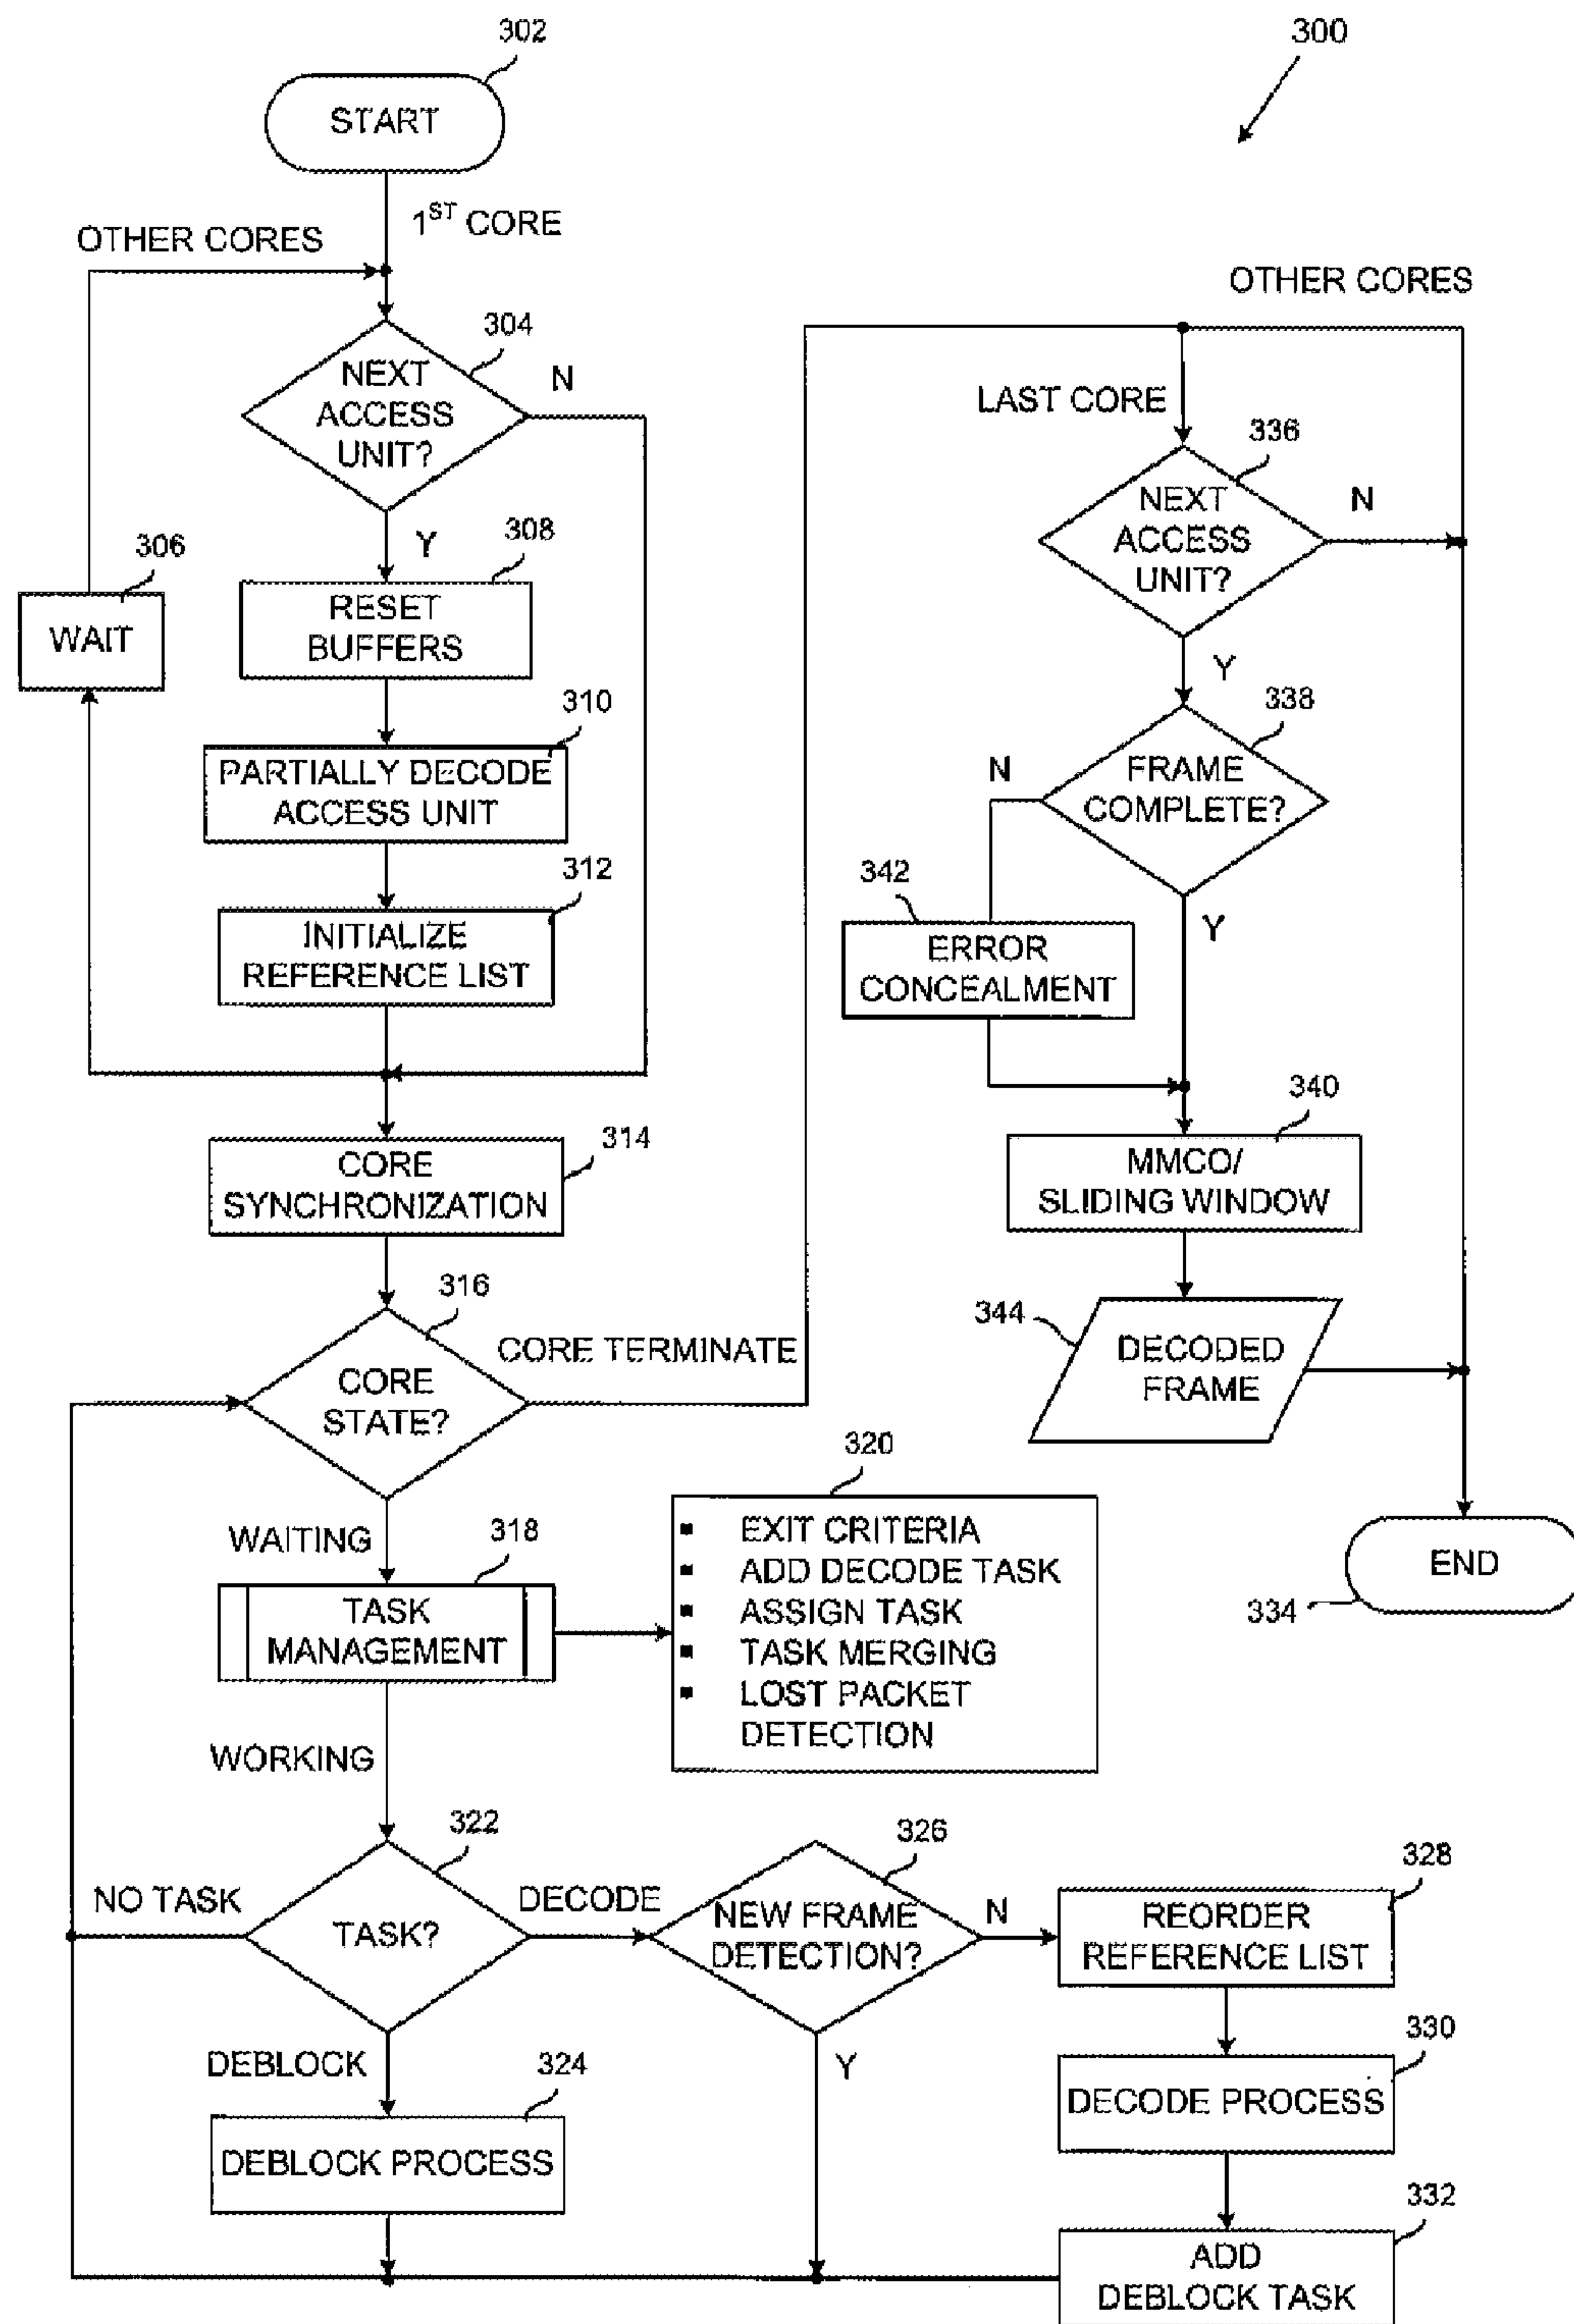 302
300
START
1ST CORE
OTHER CORES
OTHER CORES
304
NEXT
ACCESS
UNIT?
N
LAST CORE
336
NEXT
ACCESS
UNIT?
N
Y
306
WAIT
308
RESET
BUFFERS
Y
338
FRAME
COMPLETE?
N
310
PARTIALLY DECODE
ACCESS UNIT
312
INITIALIZE
REFERENCE LIST
342
ERROR
CONCEALMENT
Y
314
CORE
SYNCHRONIZATION
340
MMCO/
SLIDING WINDOW
316
CORE
STATE?
CORE TERMINATE
344
DECODED
FRAME
320
EXIT CRITERIA
ADD DECODE TASK
ASSIGN TASK
TASK MERGING
LOST PACKET
DETECTION
WAITING
318
TASK
MANAGEMENT
END
334
WORKING
322
TASK?
NO TASK
DECODE
326
NEW FRAME
DETECTION?
N
328
REORDER
REFERENCE LIST
DEBLOCK
324
DEBLOCK PROCESS
Y
330
DECODE PROCESS
332
ADD
DEBLOCK TASK